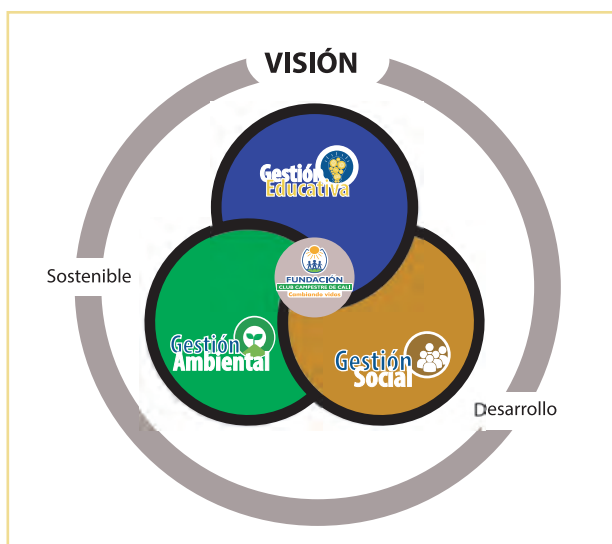 VISIÓN
Gestión
Educativa
Sostenible
FUNDACIÓN
CLUB CAMPESTRE DE CALI
Cambiando vidas
Gestión
Ambiental
Gestión
Social
Desarrollo